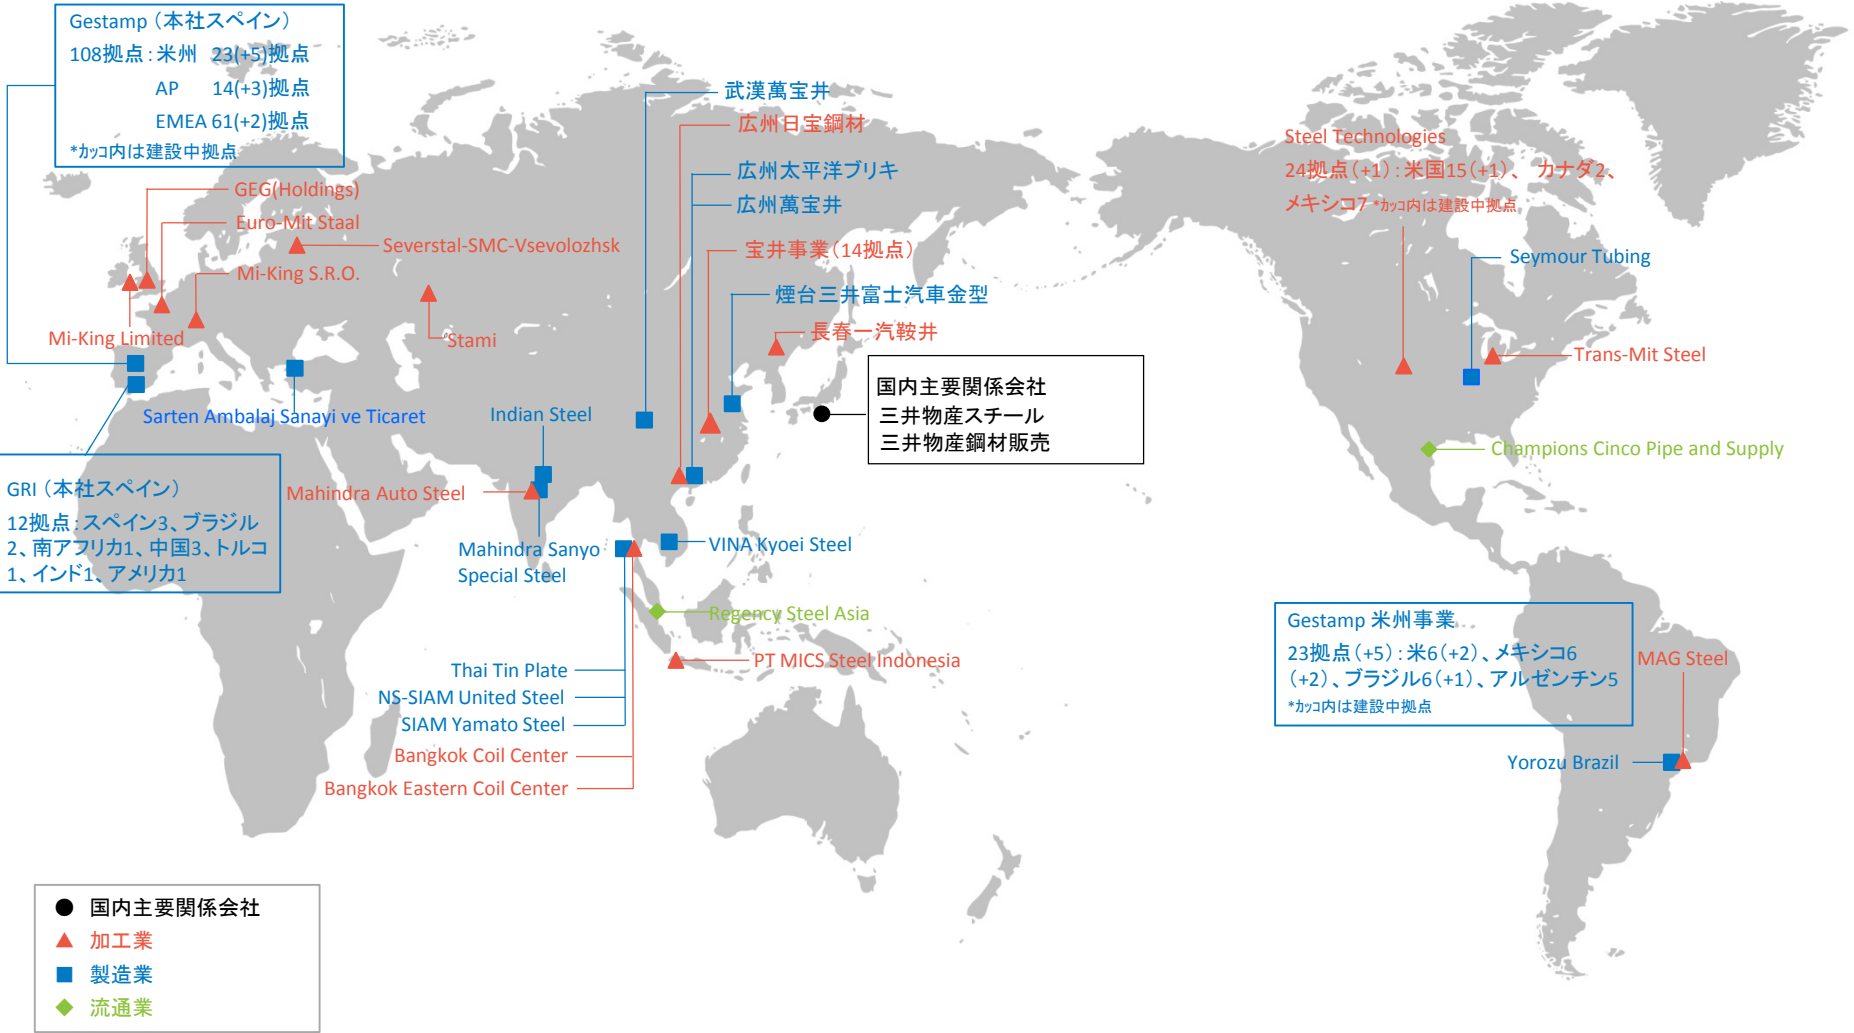 Gestamp（本社スペイン）
108拠点：米州 23(+5)拠点
AP 14(+3)拠点
EMEA 61(+2)拠点
*カッコ内は建設中拠点
GEG(Holdings)
Euro-Mit Staal
Severstal-SMC-Vsevolozhsk
Mi-King S.R.O.
Mi-King Limited
Stami
Sarten Ambalaj Sanayi ve Ticaret
GRI（本社スペイン）
12拠点：スペイン3、ブラジル
2、南アフリカ1、中国3、トルコ
1、インド1、アメリカ1
武漢萬宝井
広州日宝鋼材
広州太平洋ブリキ
広州萬宝井
宝井事業（14拠点）
煙台三井富士汽車金型
長春一汽鞍井
国内主要関係会社
三井物産スチール
三井物産鋼材販売
Indian Steel
Mahindra Auto Steel
Mahindra Sanyo
Special Steel
VINA Kyoei Steel
Regency Steel Asia
PT MICS Steel Indonesia
Thai Tin Plate
NS-SIAM United Steel
SIAM Yamato Steel
Bangkok Coil Center
Bangkok Eastern Coil Center
Steel Technologies
24拠点（+1）：米国15（+1）、 カナダ2、
メキシコ7 *カッコ内は建設中拠点
Seymour Tubing
Trans-Mit Steel
Champions Cinco Pipe and Supply
Gestamp 米州事業
23拠点（+5）：米6（+2）、メキシコ6
（+2）、ブラジル6（+1）、アルゼンチン5
*カッコ内は建設中拠点
MAG Steel
Yorozu Brazil
国内主要関係会社
加工業
製造業
流通業